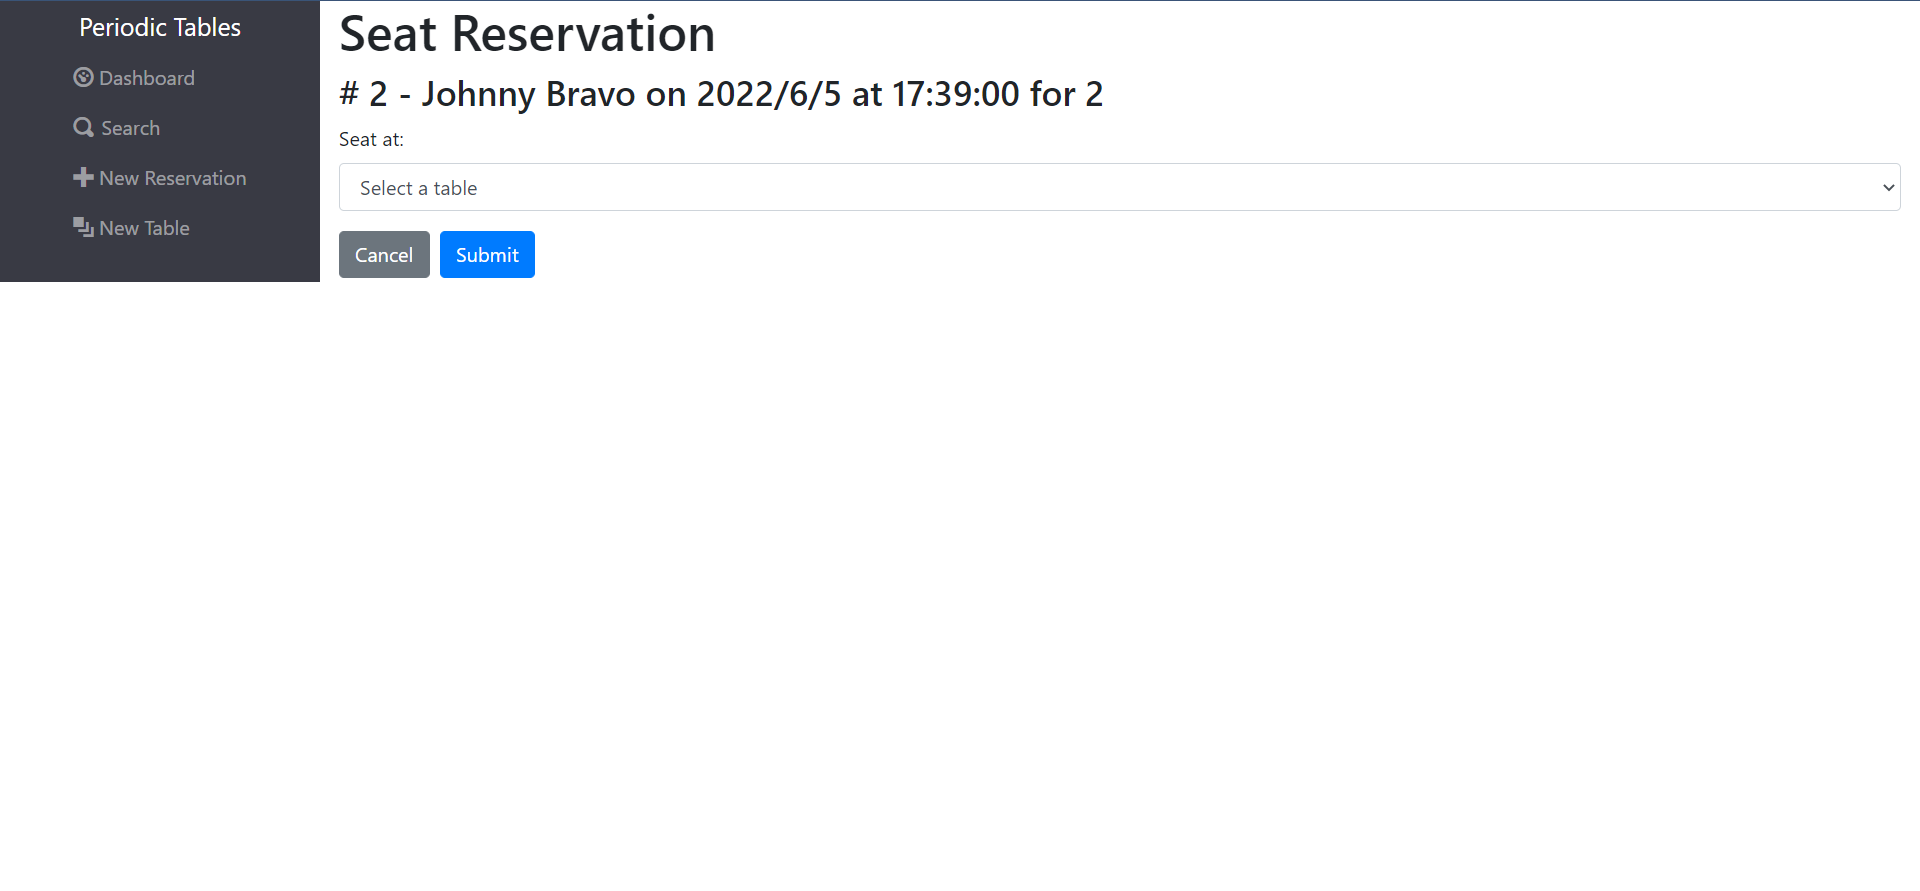 Periodic Tables
Dashboard
Search
New Reservation
New Table
Seat Reservation
# 2 - Johnny Bravo on 2022/6/5 at 17:39:00 for 2
Seat at:
Select a table
Cancel Submit